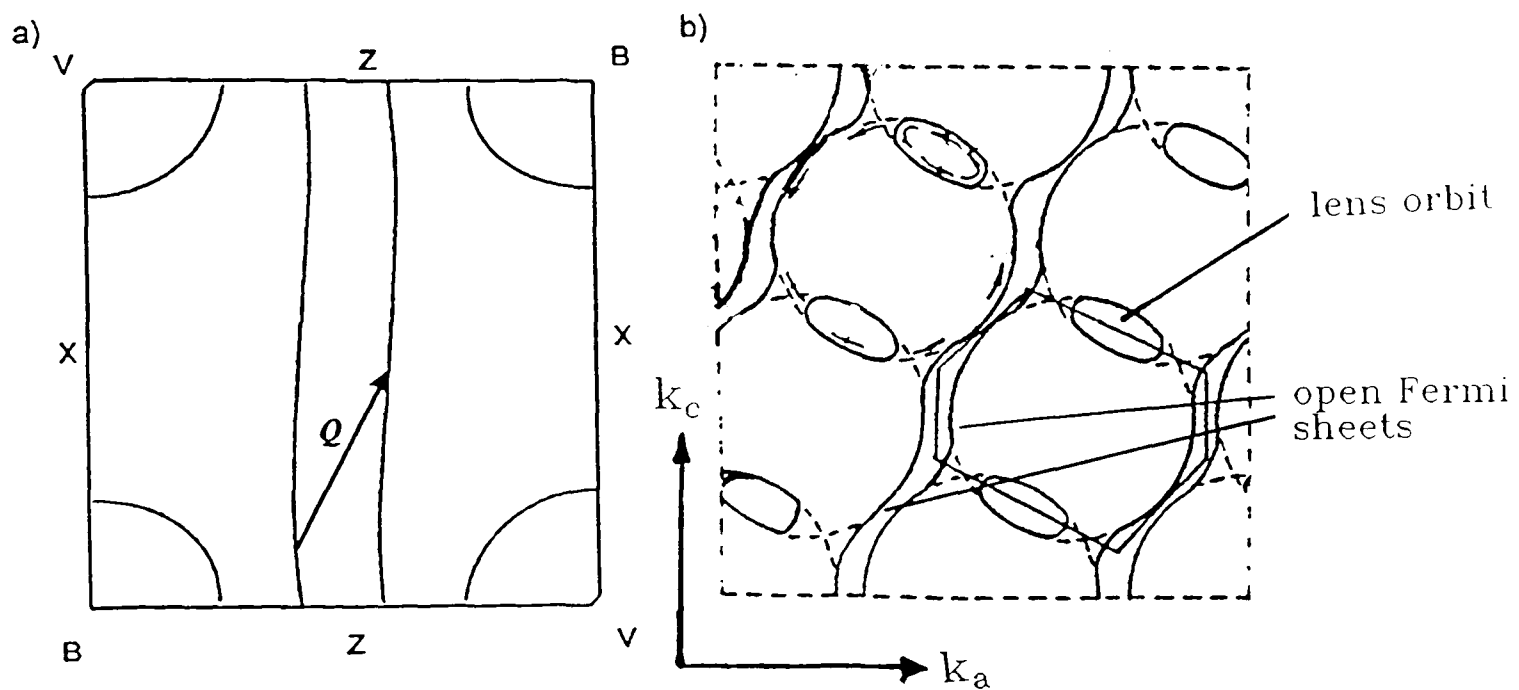 a)
V
Z
B
X
X
Q
B
Z
V
b)
lens orbit
open Fermi
sheets
k_c
k_a